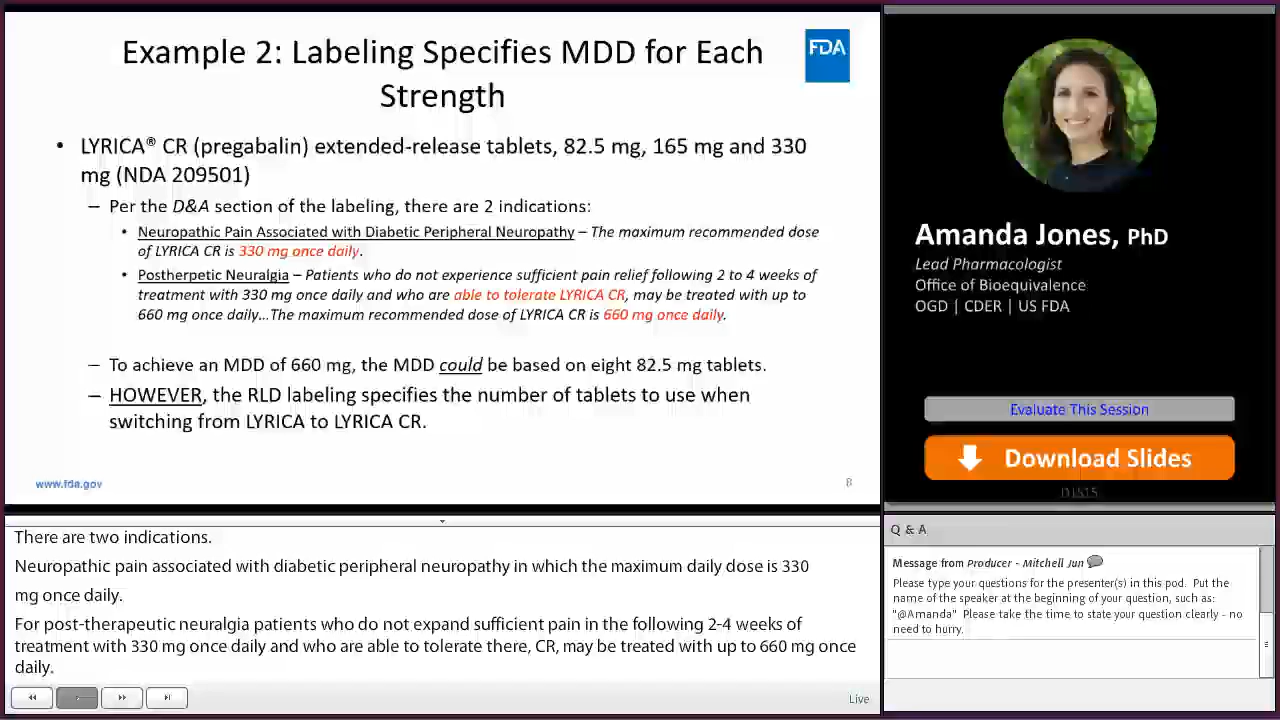 Example 2: Labeling Specifies MDD for Each
Strength
FDA
• LYRICA® CR (pregabalin) extended-release tablets, 82.5 mg, 165 mg and 330
mg (NDA 209501)
– Per the D&A section of the labeling, there are 2 indications:
• Neuropathic Pain Associated with Diabetic Peripheral Neuropathy – The maximum recommended dose
of LYRICA CR is 330 mg once daily.
• Postherpetic Neuralgia – Patients who do not experience sufficient pain relief following 2 to 4 weeks of
treatment with 330 mg once daily and who are able to tolerate LYRICA CR, may be treated with up to
660 mg once daily...The maximum recommended dose of LYRICA CR is 660 mg once daily.
– To achieve an MDD of 660 mg, the MDD could be based on eight 82.5 mg tablets.
– HOWEVER, the RLD labeling specifies the number of tablets to use when
switching from LYRICA to LYRICA CR.
www.fda.gov
8
Amanda Jones, PhD
Lead Pharmacologist
Office of Bioequivalence
OGD | CDER | US FDA
Evaluate This Session
Download Slides
There are two indications.
Neuropathic pain associated with diabetic peripheral neuropathy in which the maximum daily dose is 330
mg once daily.
For post-therapeutic neuralgia patients who do not expand sufficient pain in the following 2-4 weeks of
treatment with 330 mg once daily and who are able to tolerate there, CR, may be treated with up to 660 mg once
daily.
Live
Q & A
Message from Producer - Mitchell Jun
Please type your questions for the presenter(s) in this pod. Put the
name of the speaker at the beginning of your question, such as:
"@Amanda" Please take the time to state your question clearly - no
need to hurry.